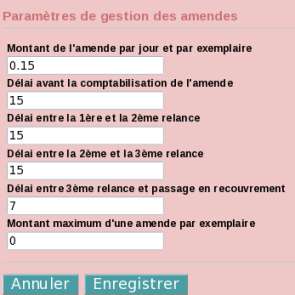 Paramètres de gestion des amendes
Montant de l'amende par jour et par exemplaire
0.15
Délai avant la comptabilisation de l'amende
15
Délai entre la 1ère et la 2ème relance
15
Délai entre la 2ème et la 3ème relance
15
Délai entre 3ème relance et passage en recouvrement
7
Montant maximum d'une amende par exemplaire
0
Annuler Enregistrer